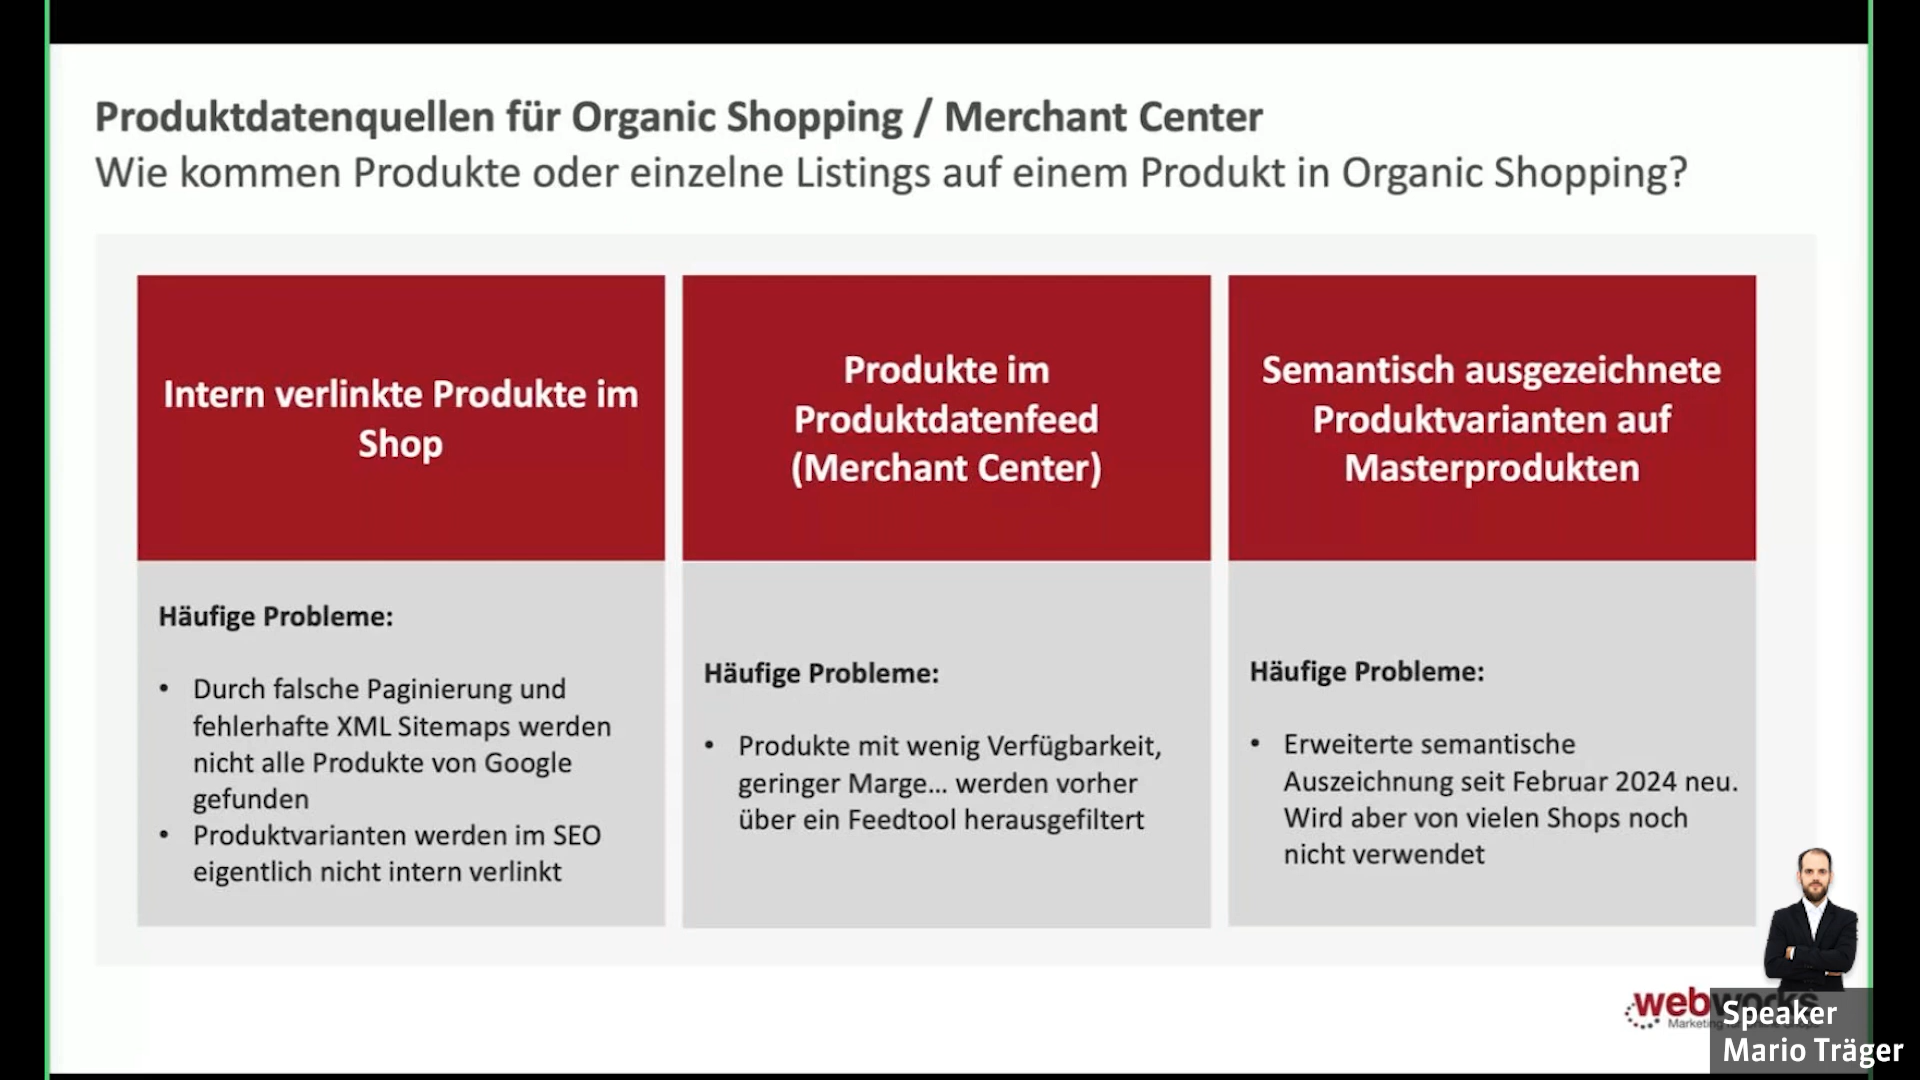 Produktdatenquellen für Organic Shopping / Merchant Center
Wie kommen Produkte oder einzelne Listings auf einem Produkt in Organic Shopping?
Intern verlinkte Produkte im
Shop
Produkte im
Produktdatenfeed
(Merchant Center)
Semantisch ausgezeichnete
Produktvarianten auf
Masterprodukten
Häufige Probleme:
• Durch falsche Paginierung und
fehlerhafte XML Sitemaps werden
nicht alle Produkte von Google
gefunden
• Produktvarianten werden im SEO
eigentlich nicht intern verlinkt
Häufige Probleme:
• Produkte mit wenig Verfügbarkeit,
geringer Marge... werden vorher
über ein Feedtool herausgefiltert
Häufige Probleme:
• Erweiterte semantische
Auszeichnung seit Februar 2024 neu.
Wird aber von vielen Shops noch
nicht verwendet
webworks
Marketing
Speaker
Mario Träger